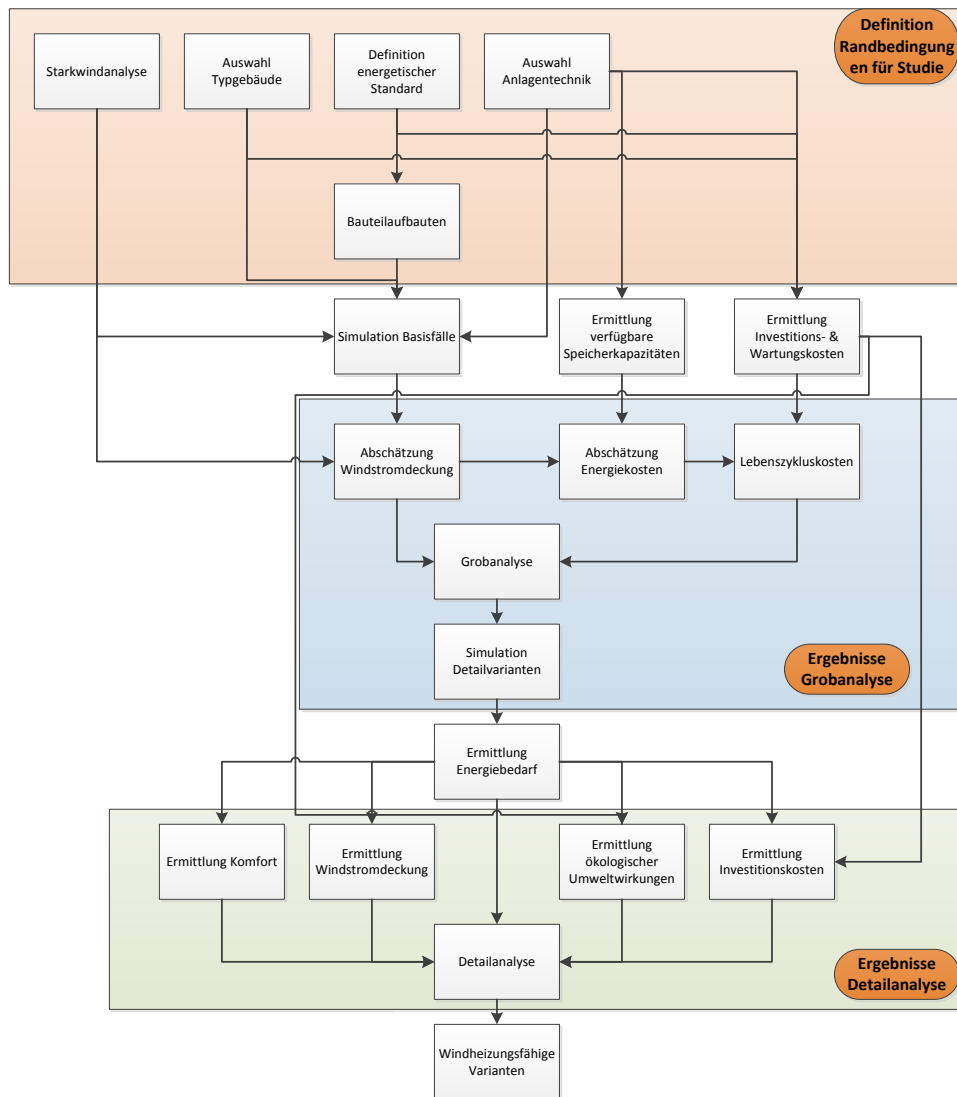 Definition
Randbedingung
en für Studie
Starkwindanalyse
Auswahl
Typgebäude
Definition
energetischer
Standard
Auswahl
Anlagentechnik
Bauteilaufbauten
Simulation Basisfälle
Ermittlung
verfügbare
Speicherkapazitäten
Ermittlung
Investitions- &
Wartungskosten
Abschätzung
Windstromdeckung
Abschätzung
Energiekosten
Lebenszykluskosten
Grobanalyse
Simulation
Detailvarianten
Ergebnisse
Grobanalyse
Ermittlung
Energiebedarf
Ermittlung Komfort
Ermittlung
Windstromdeckung
Ermittlung
ökologischer
Umweltwirkungen
Ermittlung
Investitionskosten
Detailanalyse
Ergebnisse
Detailanalyse
Windheizungsfähige
Varianten